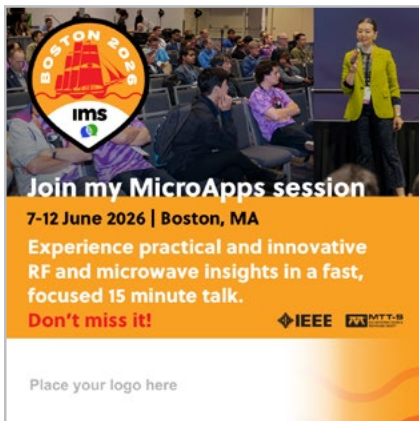 BOSTON 2026
ims
Join my MicroApps session
7-12 June 2026 | Boston, MA
Experience practical and innovative
RF and microwave insights in a fast,
focused 15 minute talk.
Don't miss it!
IEEE
MTT-S
Place your logo here